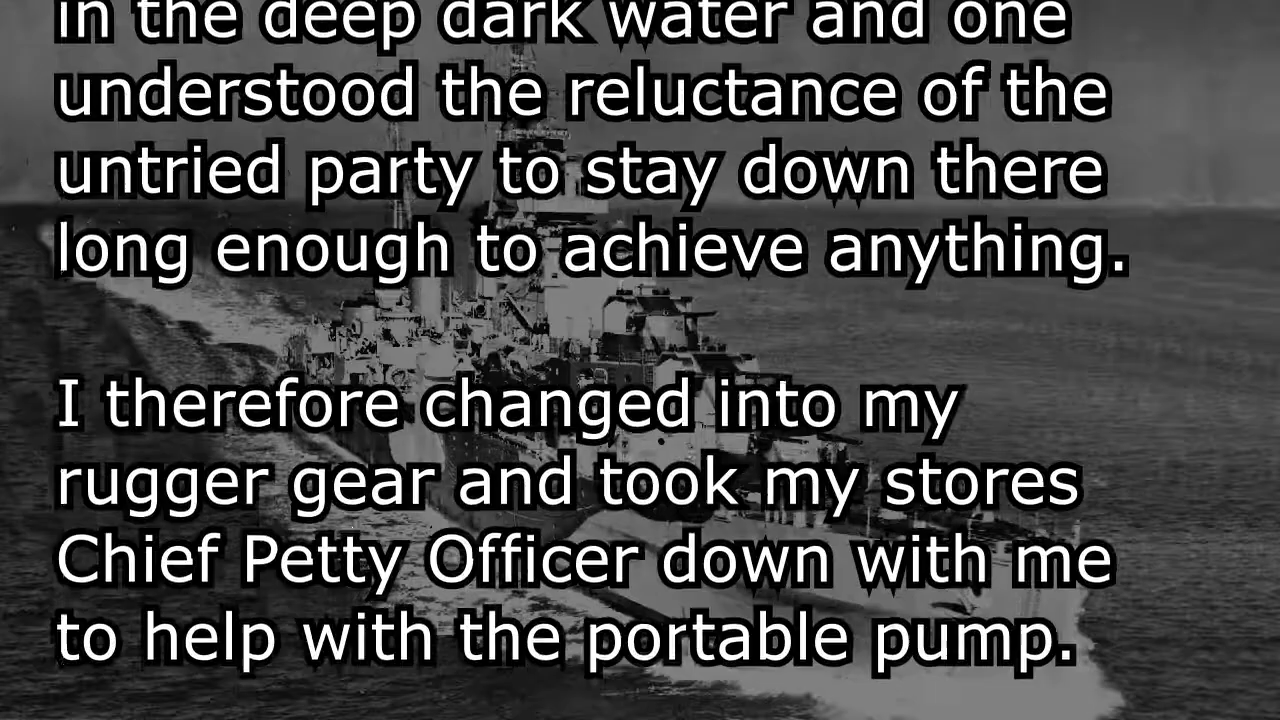 in the deep dark water and one
understood the reluctance of the
untried party to stay down there
long enough to achieve anything.
I therefore changed into my
rugger gear and took my stores
Chief Petty Officer down with me
to help with the portable pump.